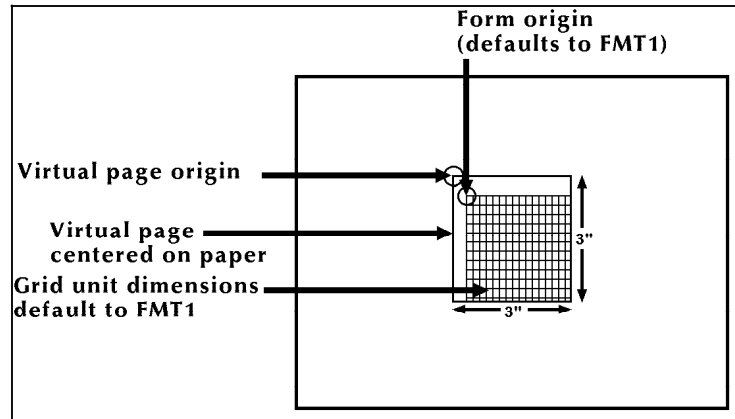 Form origin
(defaults to FMT1)
Virtual page origin
Virtual page
centered on paper
3"
Grid unit dimensions
default to FMT1
3"